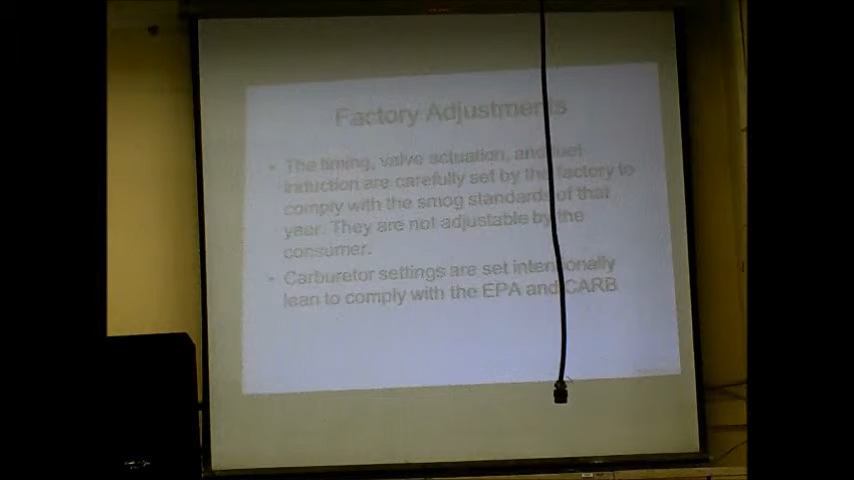 Factory Adjustments
• The timing, valve actuation, and fuel
induction are carefully set by the factory to
comply with the smog standards of that
year. They are not adjustable by the
consumer.
• Carburetor settings are set intentionally
lean to comply with the EPA and CARB